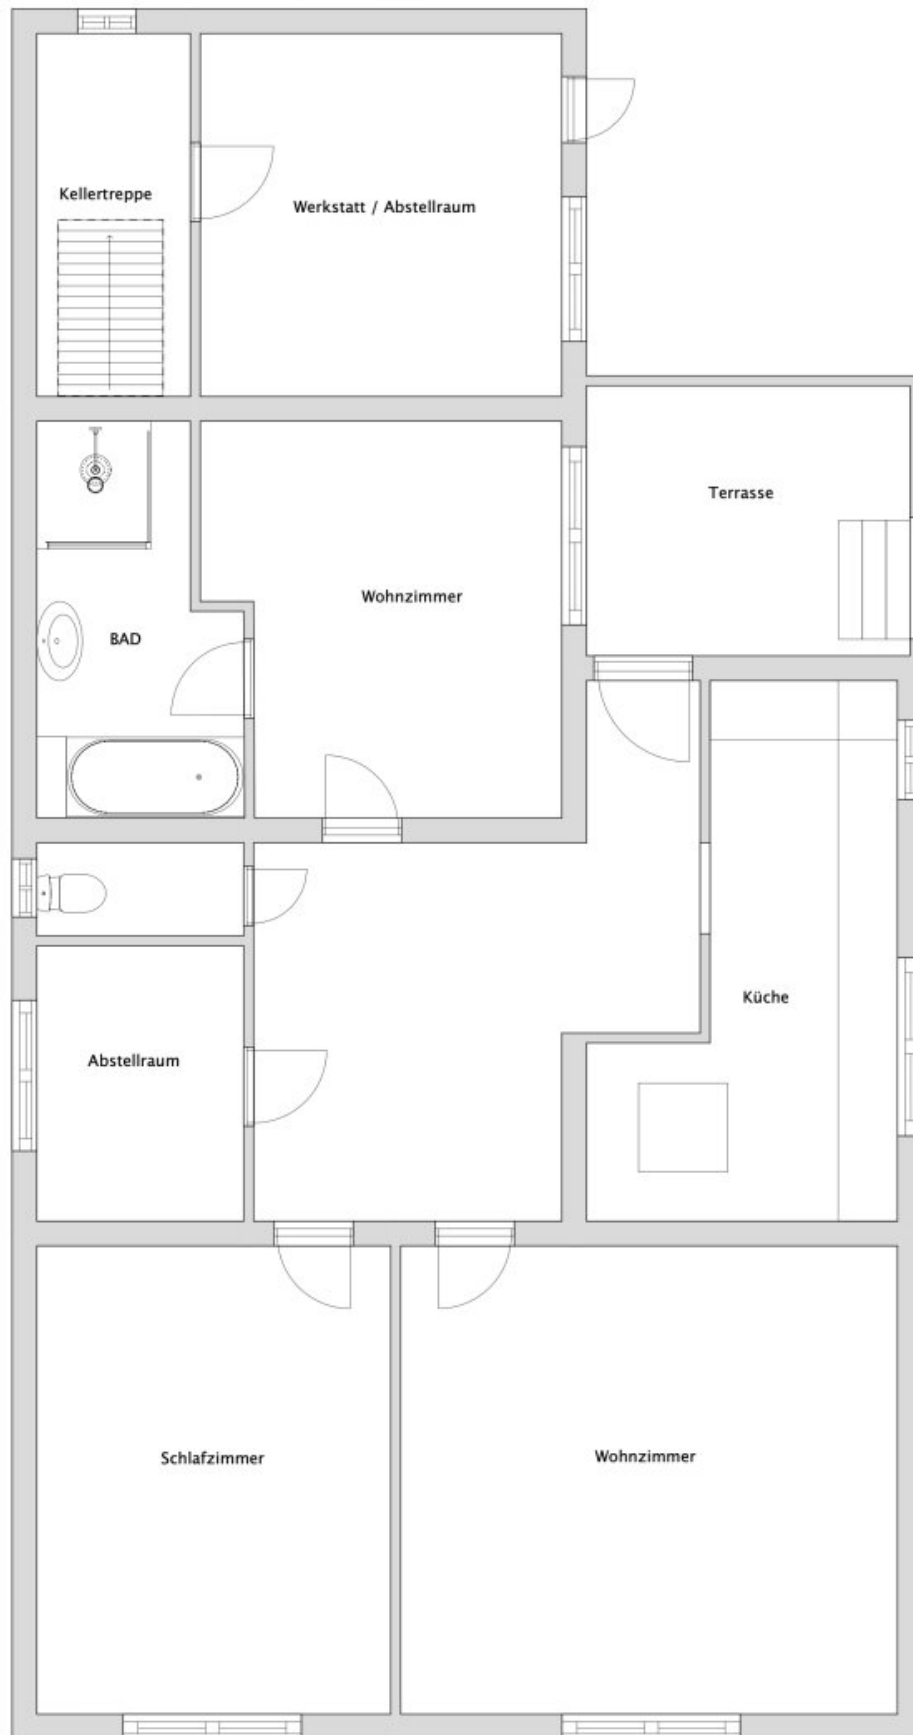 Kellertreppe
Werkstatt / Abstellraum
Terrasse
Wohnzimmer
BAD
Küche
Abstellraum
Schlafzimmer
Wohnzimmer